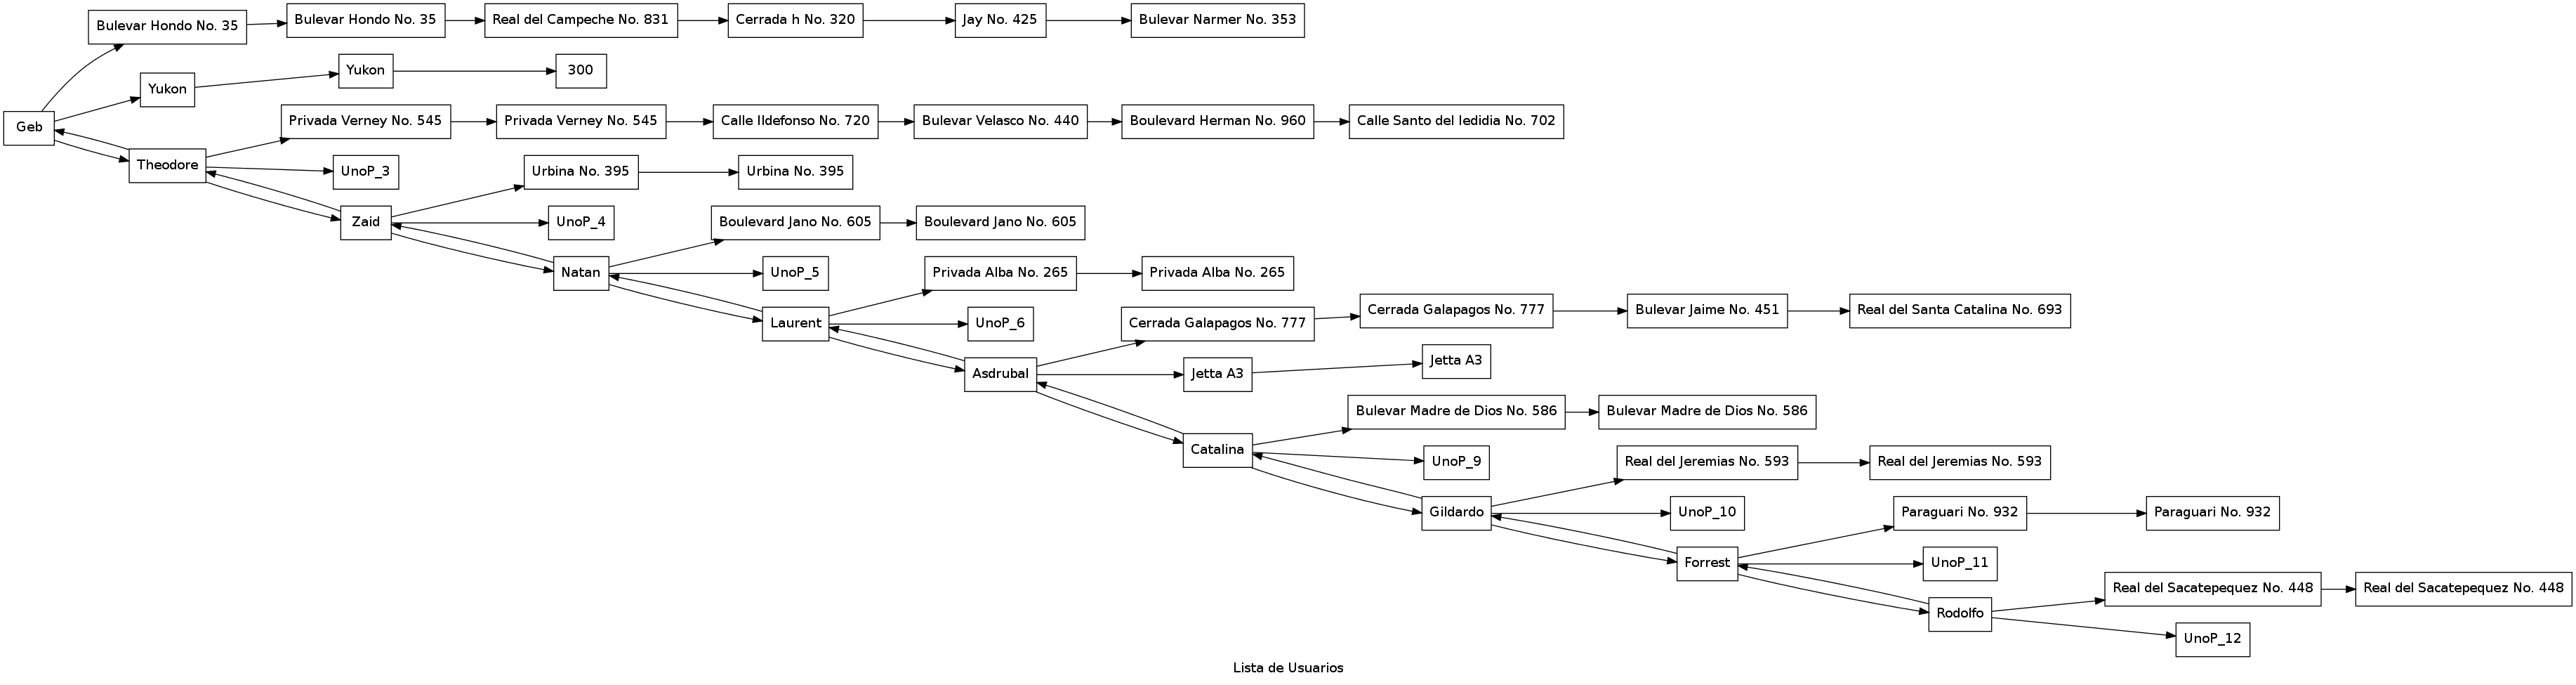 Bulevar Hondo No. 35
Bulevar Hondo No. 35
Real del Campeche No. 831
Cerrada h No. 320
Jay No. 425
Bulevar Narmer No. 353
Yukon
Yukon
300
Geb
Privada Verney No. 545
Privada Verney No. 545
Calle Ildefonso No. 720
Bulevar Velasco No. 440
Boulevard Herman No. 960
Calle Santo del Iedidia No. 702
Theodore
UnoP_3
Urbina No. 395
Urbina No. 395
Zaid
UnoP_4
Boulevard Jano No. 605
Boulevard Jano No. 605
Natan
UnoP_5
Privada Alba No. 265
Privada Alba No. 265
Laurent
UnoP_6
Cerrada Galapagos No. 777
Cerrada Galapagos No. 777
Bulevar Jaime No. 451
Real del Santa Catalina No. 693
Asdrubal
Jetta A3
Jetta A3
Bulevar Madre de Dios No. 586
Bulevar Madre de Dios No. 586
Catalina
UnoP_9
Real del Jeremias No. 593
Real del Jeremias No. 593
Gildardo
UnoP_10
Paraguari No. 932
Paraguari No. 932
Forrest
UnoP_11
Real del Sacatepequez No. 448
Real del Sacatepequez No. 448
Rodolfo
UnoP_12
Lista de Usuarios